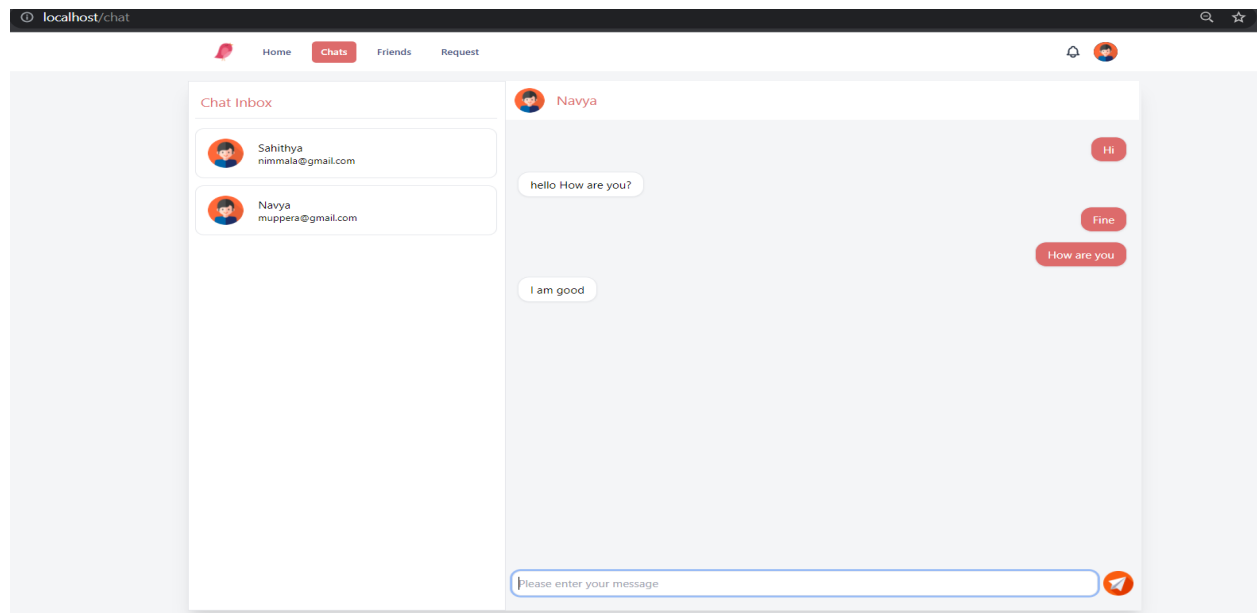 localhost/chat
Home Chats Friends Request
Chat Inbox
Sahithya
nimmala@gmail.com
Navya
muppera@gmail.com
Navya
Hi
hello How are you?
Fine
How are you
I am good
Please enter your message